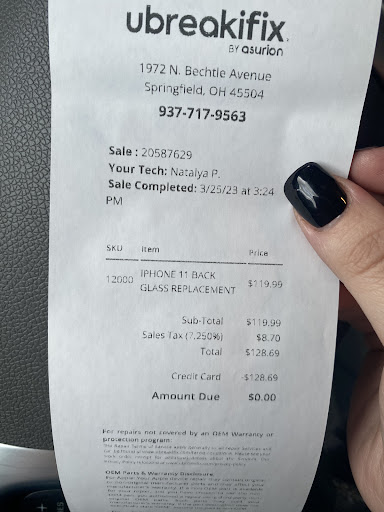 ubreakifix.
BY asurion
1972 N. Bechtle Avenue
Springfield, OH 45504
937-717-9563
Sale : 20587629
Your Tech: Natalya P.
Sale Completed: 3/25/23 at 3:24
PM
SKU Item Price
12000 IPHONE 11 BACK
GLASS REPLACEMENT $119.99
Sub-Total $119.99
Sales Tax (7.250%) $8.70
Total $128.69
Credit Card -$128.69
Amount Due $0.00
For repairs not covered by an OEM Warranty or
protection program:
OEM Parts & Warranty Disclosure